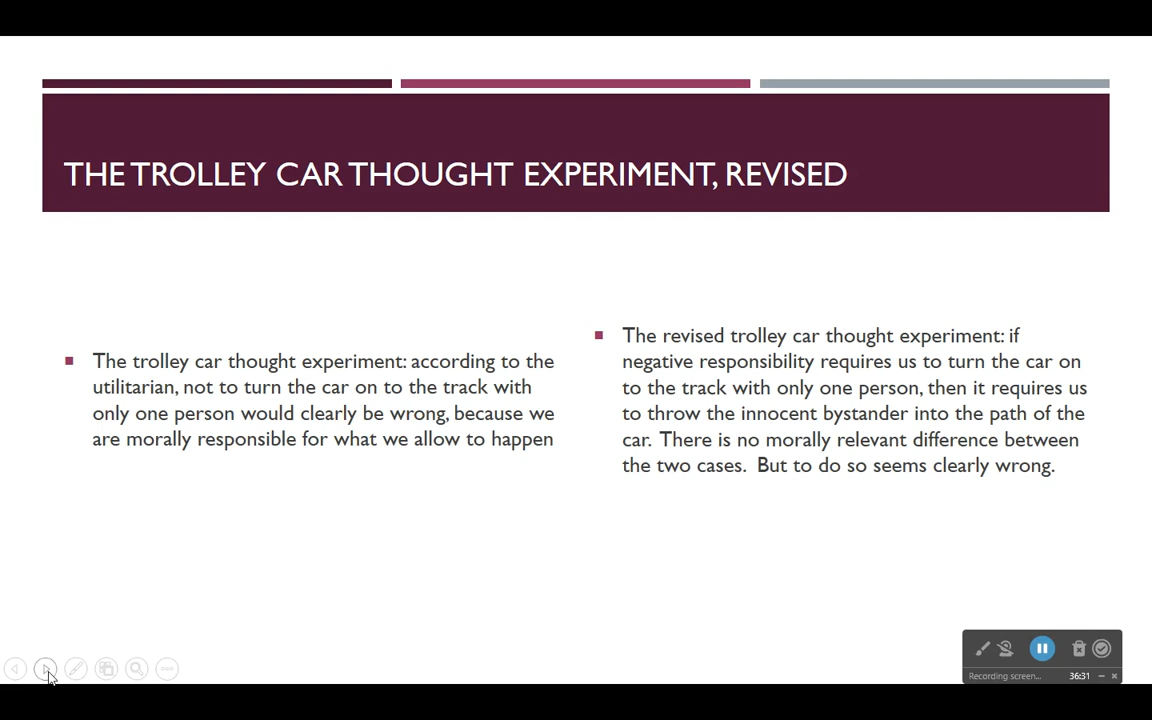 THE TROLLEY CAR THOUGHT EXPERIMENT, REVISED
The trolley car thought experiment: according to the
utilitarian, not to turn the car on to the track with
only one person would clearly be wrong, because we
are morally responsible for what we allow to happen
The revised trolley car thought experiment: if
negative responsibility requires us to turn the car on
to the track with only one person, then it requires us
to throw the innocent bystander into the path of the
car. There is no morally relevant difference between
the two cases. But to do so seems clearly wrong.
Recording screen... 36:31